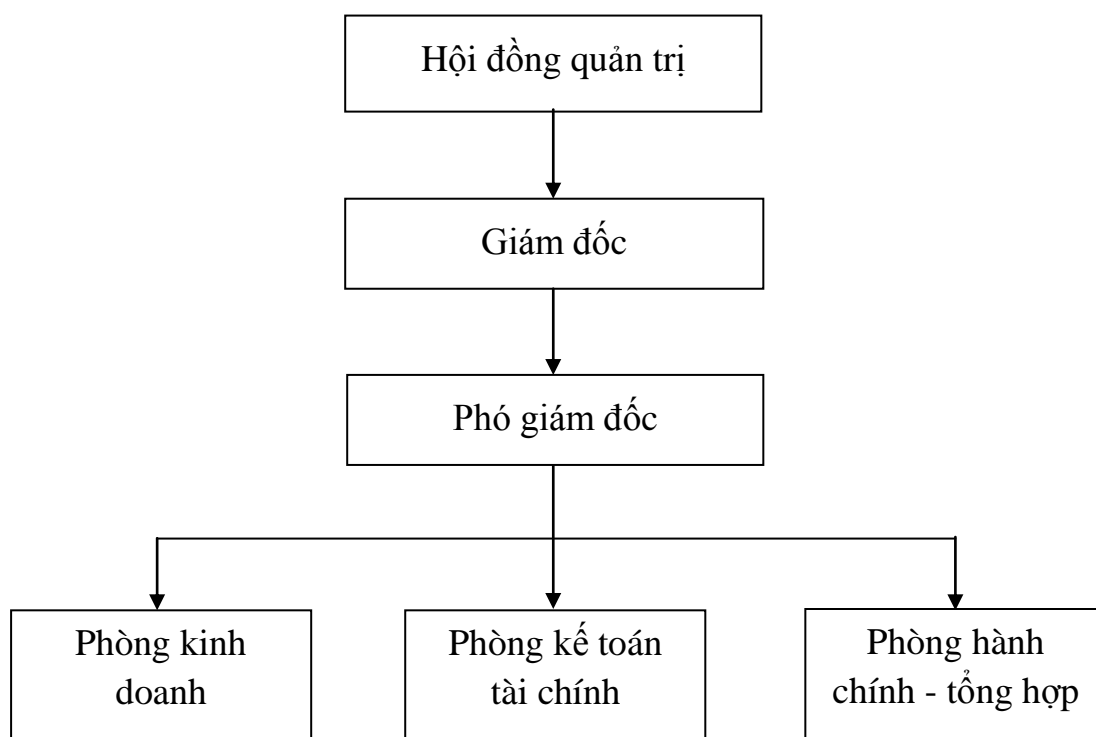 Hội đồng quản trị
Giám đốc
Phó giám đốc
Phòng kinh
doanh
Phòng kế toán
tài chính
Phòng hành
chính - tổng hợp